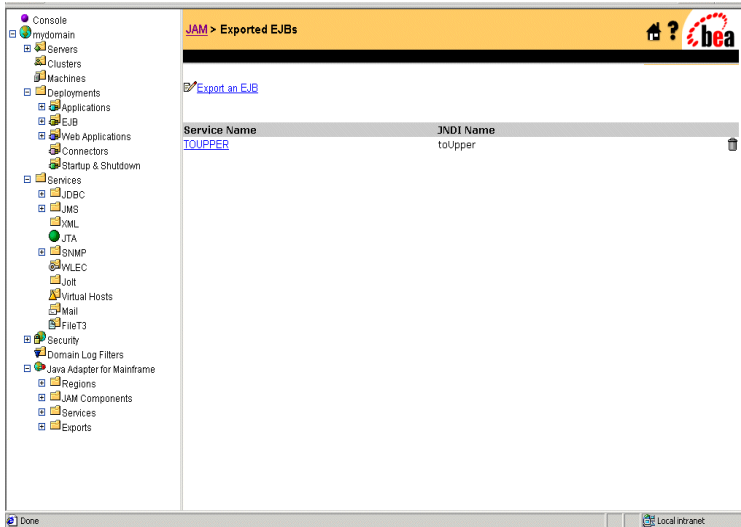 Console
mydomain
Servers
Clusters
Machines
Deployments
Applications
EJB
Web Applications
Connectors
Startup & Shutdown
Services
JDBC
JMS
XML
JTA
SNMP
WLEC
Jolt
Virtual Hosts
Mail
FileT3
Security
Domain Log Filters
Java Adapter for Mainframe
Regions
JAM Components
Services
Exports
JAM > Exported EJBs
?
bea
Export an EJB
Service Name JNDI Name
TOUPPER toUpper
Done Local intranet